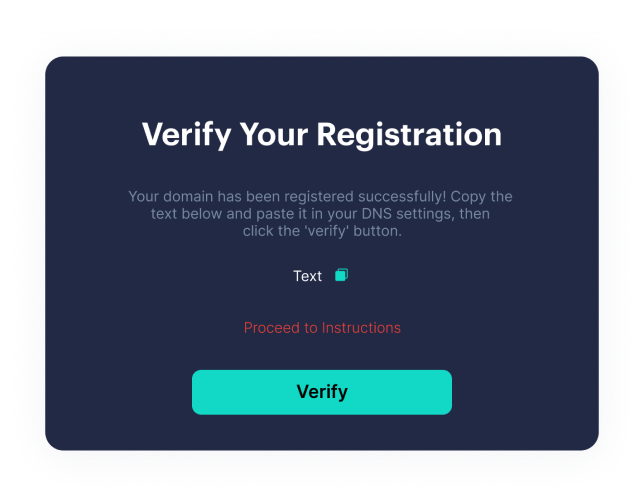 Verify Your Registration
Your domain has been registered successfully! Copy the
text below and paste it in your DNS settings, then
click the 'verify' button.
Text
Proceed to Instructions
Verify